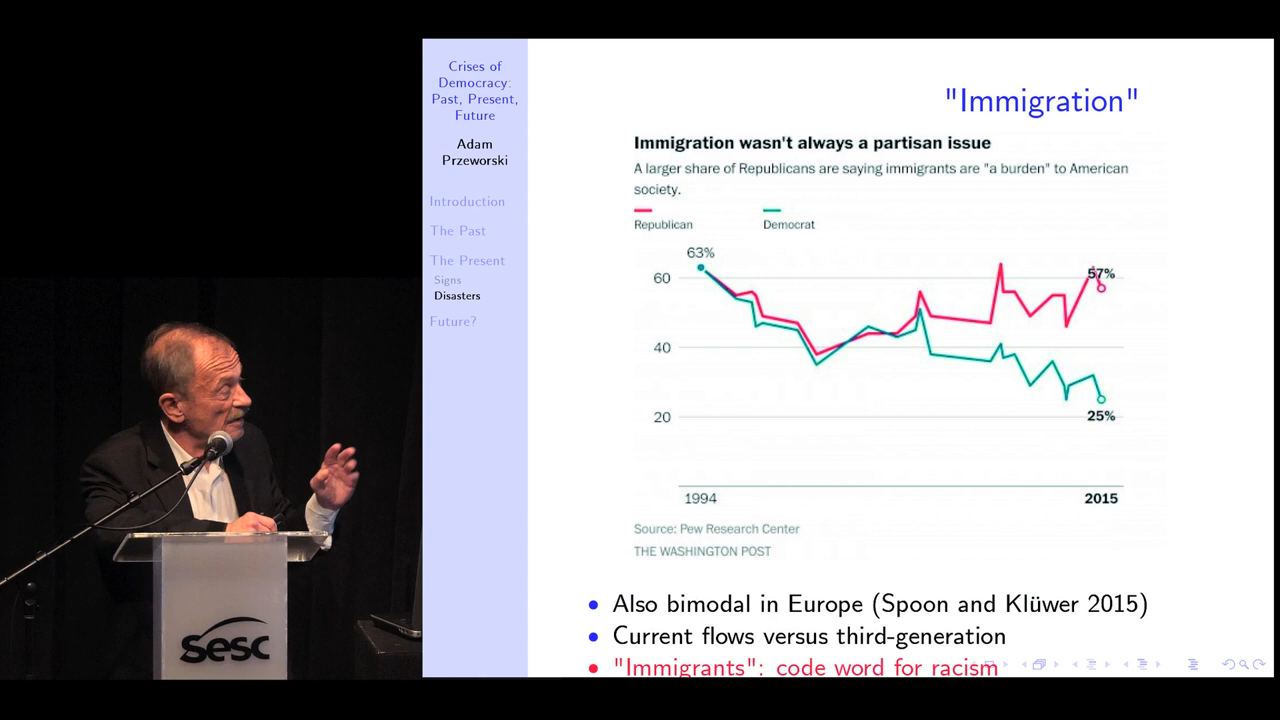 Crises of
Democracy:
Past, Present,
Future
Adam
Przeworski
Introduction
The Past
The Present
Signs
Disasters
Future?
"Immigration"
Immigration wasn't always a partisan issue
A larger share of Republicans are saying immigrants are "a burden" to American
society.
Republican
Democrat
63%
60
57%
40
20
25%
1994
2015
Source: Pew Research Center
THE WASHINGTON POST
• Also bimodal in Europe (Spoon and Klüwer 2015)
• Current flows versus third-generation
• "Immigrants": code word for racism
sesc